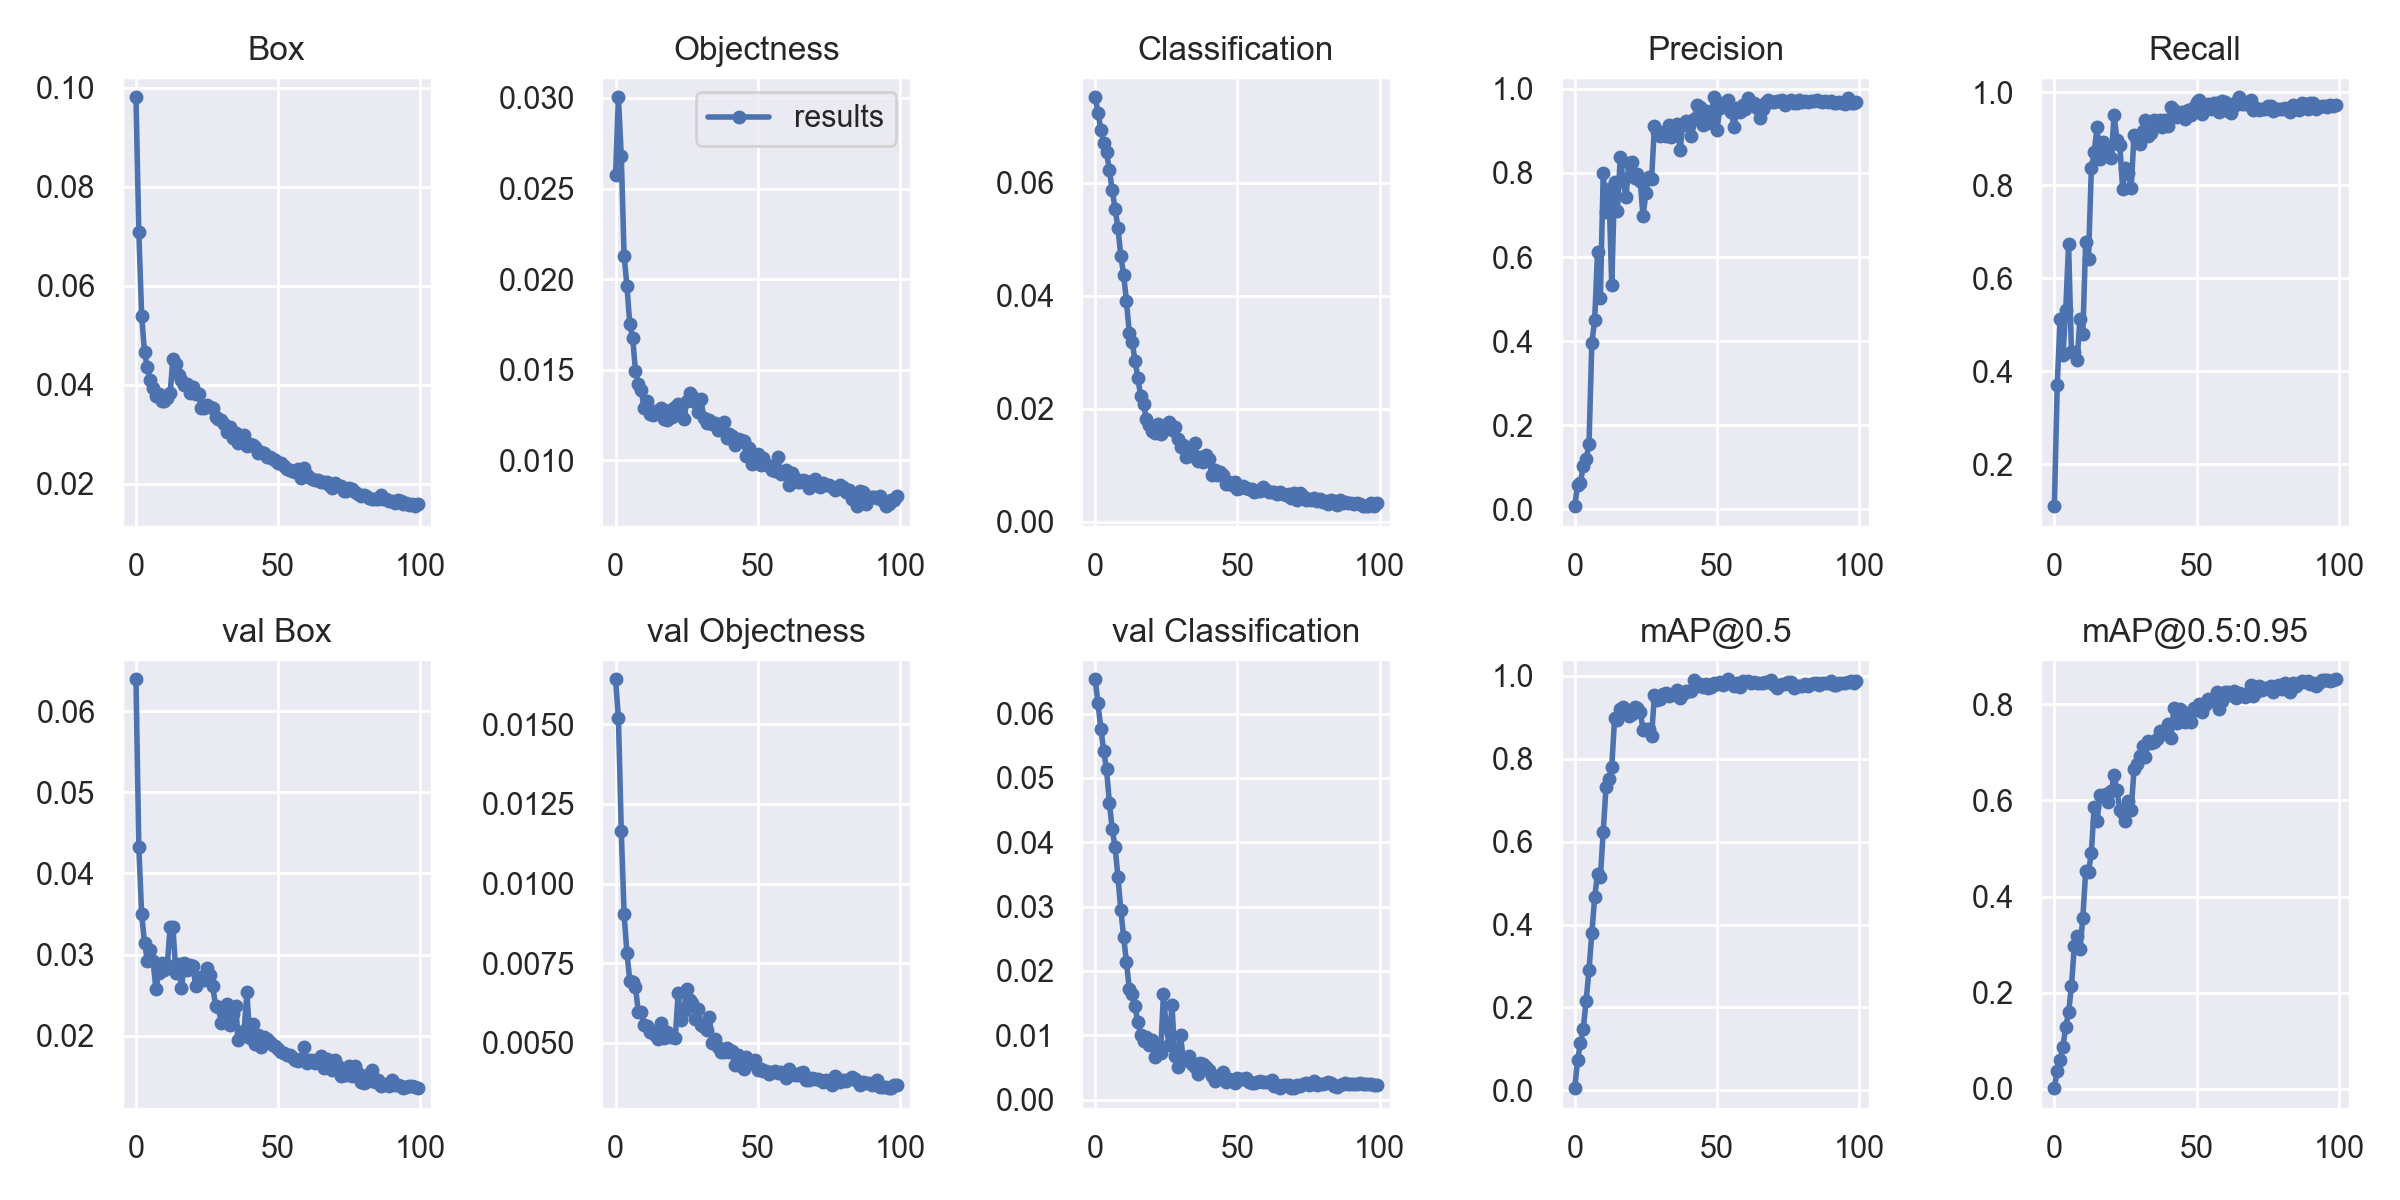 Box
0.10
0.08
0.06
0.04
0.02
0 50 100
Objectness
results
0.030
0.025
0.020
0.015
0.010
0 50 100
Classification
0.06
0.04
0.02
0.00
0 50 100
Precision
1.0
0.8
0.6
0.4
0.2
0.0
0 50 100
Recall
1.0
0.8
0.6
0.4
0.2
0 50 100
val Box
0.06
0.05
0.04
0.03
0.02
0 50 100
val Objectness
0.0150
0.0125
0.0100
0.0075
0.0050
0 50 100
val Classification
0.06
0.05
0.04
0.03
0.02
0.01
0.00
0 50 100
mAP@0.5
1.0
0.8
0.6
0.4
0.2
0.0
0 50 100
mAP@0.5:0.95
0.8
0.6
0.4
0.2
0.0
0 50 100